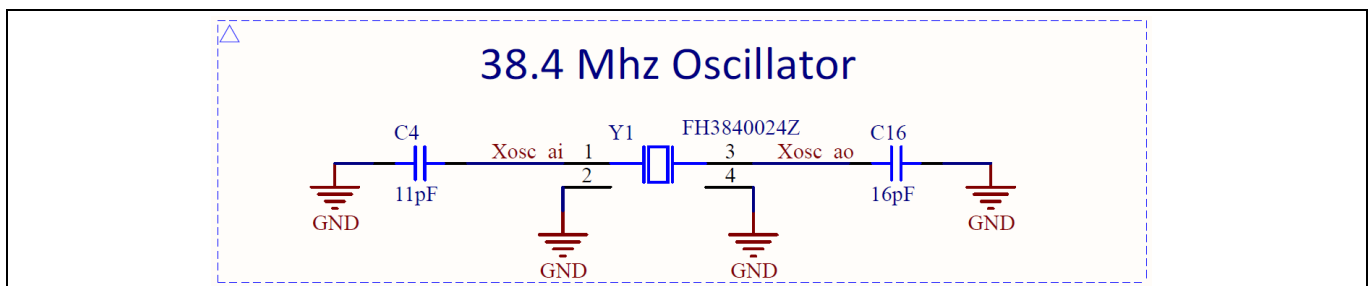 38.4 Mhz Oscillator
C4 Y1 FH3840024Z C16
Xosc_ai 1 3 Xosc_ao
2 4
11pF 16pF
GND GND
GND GND